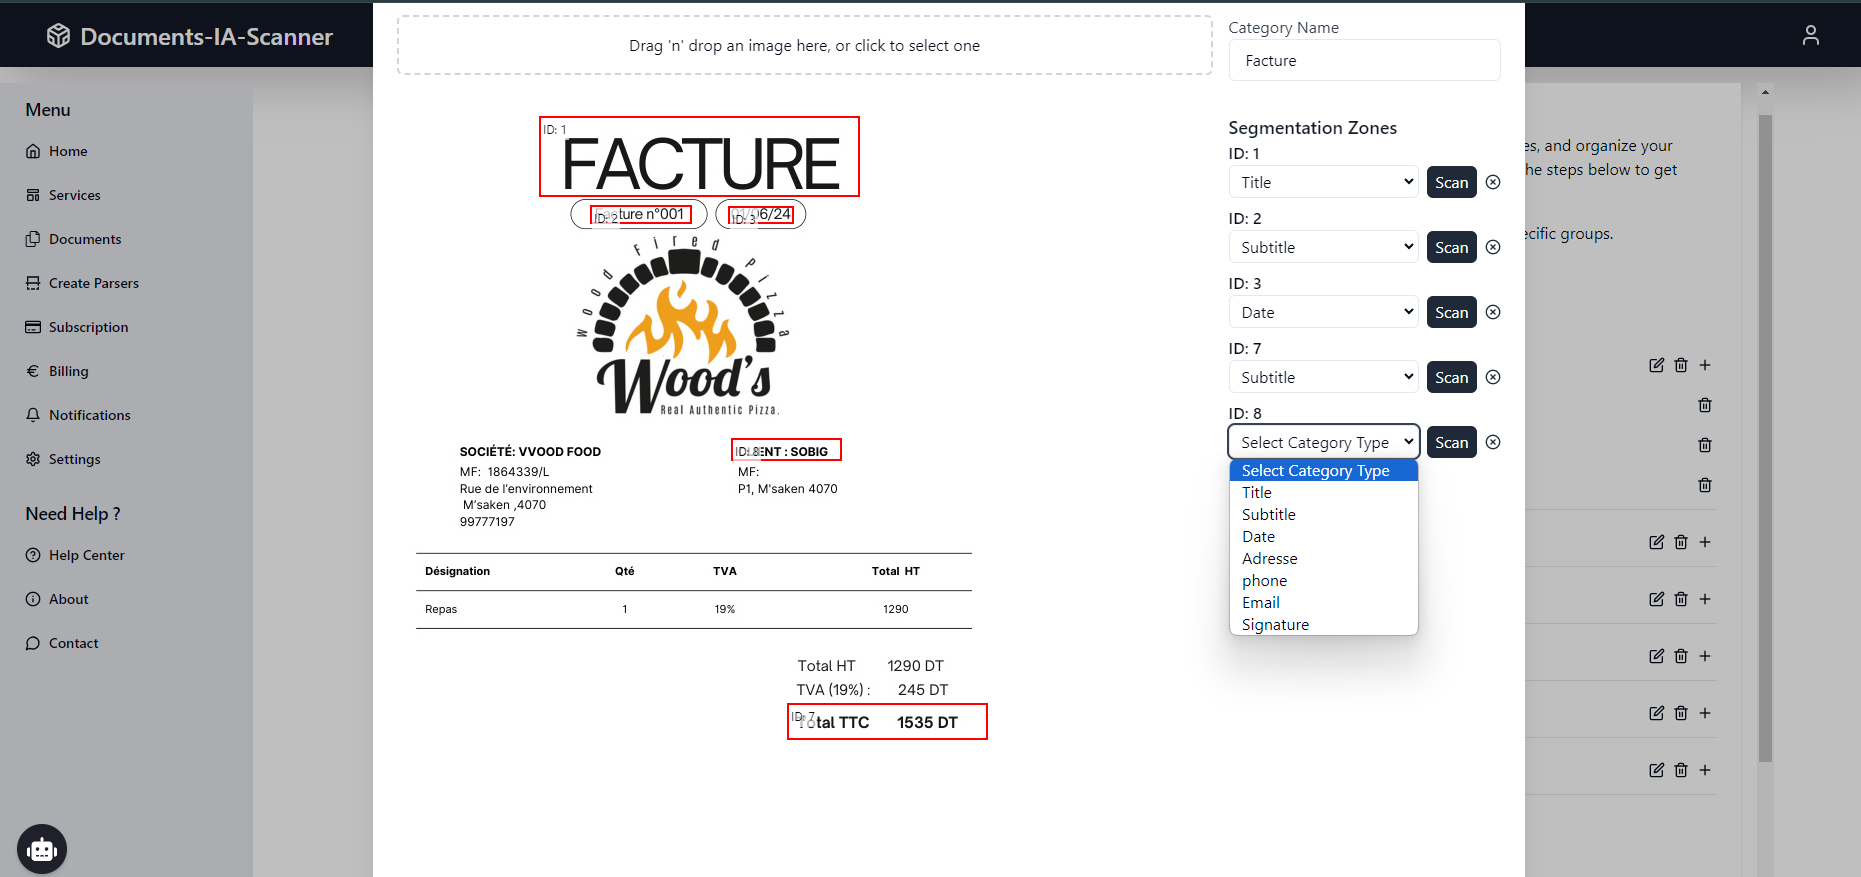 Documents-IA-Scanner
Menu
Home
Services
Documents
Create Parsers
Subscription
Billing
Notifications
Settings
Need Help ?
Help Center
About
Contact
Drag 'n' drop an image here, or click to select one
ID: 1
FACTURE
ID: 2
ture n°001
ID: 3
6/24
Wood Fired Pizza
Wood's
Real Authentic Pizza.
SOCIÉTÉ: VVOOD FOOD
MF: 1864339/L
Rue de l'environnement
M'saken ,4070
99777197
ID: 8
ENT : SOBIG
MF:
P1, M'saken 4070
Désignation Qté TVA Total HT
Repas 1 19% 1290
Total HT 1290 DT
TVA (19%) : 245 DT
ID: 7
Total TTC 1535 DT
Category Name
Facture
Segmentation Zones
ID: 1
Title Scan
ID: 2
Subtitle Scan
ID: 3
Date Scan
ID: 7
Subtitle Scan
ID: 8
Select Category Type Scan
Select Category Type
Title
Subtitle
Date
Adresse
phone
Email
Signature
es, and organize your
he steps below to get
ecific groups.